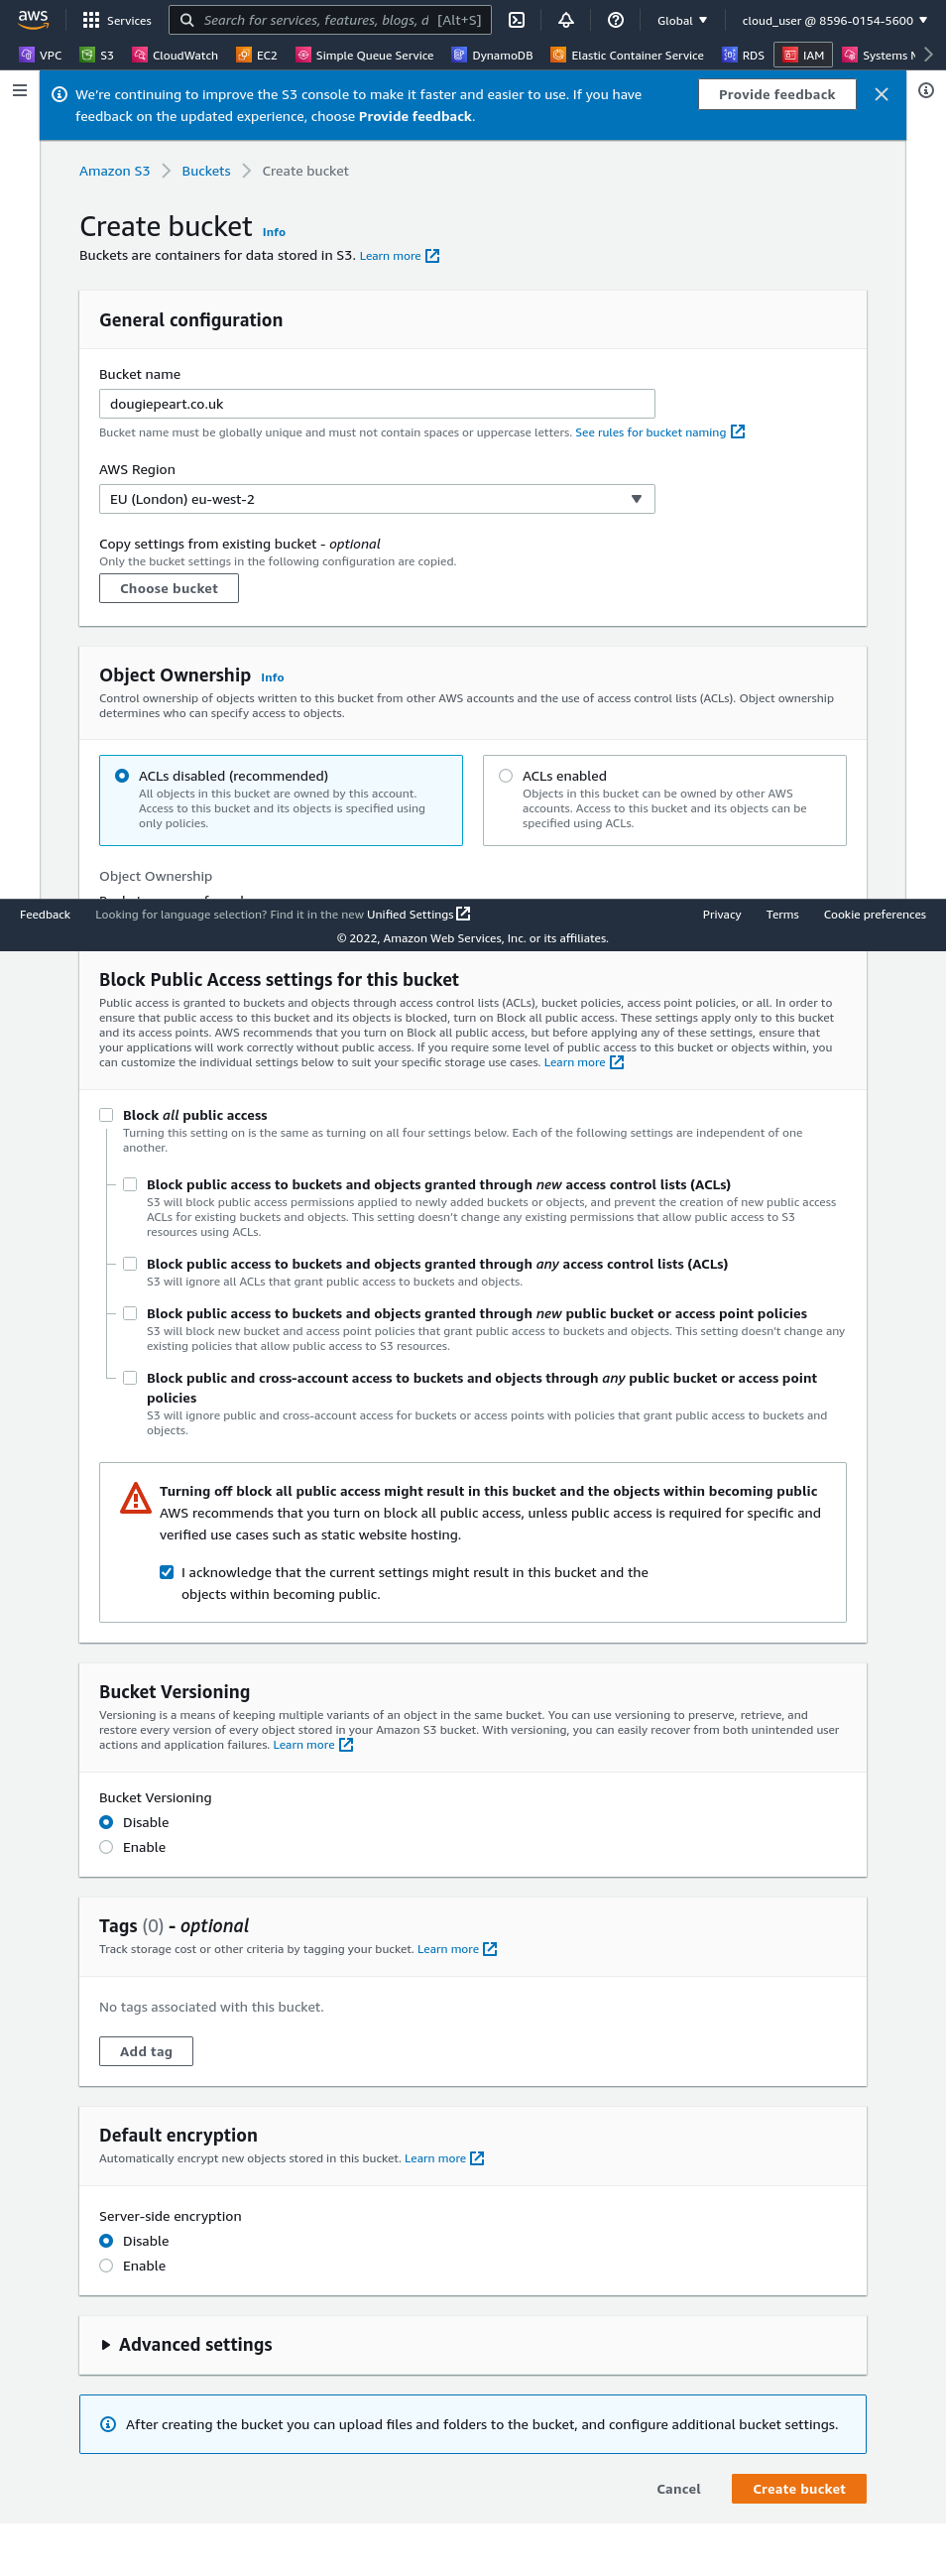 aws
Services
Search for services, features, blogs, d [Alt+S]
Global
cloud_user @ 8596-0154-5600
VPC
S3
CloudWatch
EC2
Simple Queue Service
DynamoDB
Elastic Container Service
RDS
IAM
Systems M
We're continuing to improve the S3 console to make it faster and easier to use. If you have
feedback on the updated experience, choose Provide feedback.
Provide feedback
Amazon S3
Buckets
Create bucket
Create bucket Info
Buckets are containers for data stored in S3. Learn more
General configuration
Bucket name
dougiepeart.co.uk
Bucket name must be globally unique and must not contain spaces or uppercase letters. See rules for bucket naming
AWS Region
EU (London) eu-west-2
Copy settings from existing bucket - optional
Only the bucket settings in the following configuration are copied.
Choose bucket
Object Ownership Info
Control ownership of objects written to this bucket from other AWS accounts and the use of access control lists (ACLs). Object ownership
determines who can specify access to objects.
ACLs disabled (recommended)
All objects in this bucket are owned by this account.
Access to this bucket and its objects is specified using
only policies.
ACLs enabled
Objects in this bucket can be owned by other AWS
accounts. Access to this bucket and its objects can be
specified using ACLs.
Object Ownership
Feedback
Looking for language selection? Find it in the new Unified Settings
Privacy
Terms
Cookie preferences
© 2022, Amazon Web Services, Inc. or its affiliates.
Block Public Access settings for this bucket
Public access is granted to buckets and objects through access control lists (ACLs), bucket policies, access point policies, or all. In order to
ensure that public access to this bucket and its objects is blocked, turn on Block all public access. These settings apply only to this bucket
and its access points. AWS recommends that you turn on Block all public access, but before applying any of these settings, ensure that
your applications will work correctly without public access. If you require some level of public access to this bucket or objects within, you
can customize the individual settings below to suit your specific storage use cases. Learn more
Block all public access
Turning this setting on is the same as turning on all four settings below. Each of the following settings are independent of one
another.
Block public access to buckets and objects granted through new access control lists (ACLs)
S3 will block public access permissions applied to newly added buckets or objects, and prevent the creation of new public access
ACLs for existing buckets and objects. This setting doesn't change any existing permissions that allow public access to S3
resources using ACLs.
Block public access to buckets and objects granted through any access control lists (ACLs)
S3 will ignore all ACLs that grant public access to buckets and objects.
Block public access to buckets and objects granted through new public bucket or access point policies
S3 will block new bucket and access point policies that grant public access to buckets and objects. This setting doesn't change any
existing policies that allow public access to S3 resources.
Block public and cross-account access to buckets and objects through any public bucket or access point
policies
S3 will ignore public and cross-account access for buckets or access points with policies that grant public access to buckets and
objects.
Turning off block all public access might result in this bucket and the objects within becoming public
AWS recommends that you turn on block all public access, unless public access is required for specific and
verified use cases such as static website hosting.
I acknowledge that the current settings might result in this bucket and the
objects within becoming public.
Bucket Versioning
Versioning is a means of keeping multiple variants of an object in the same bucket. You can use versioning to preserve, retrieve, and
restore every version of every object stored in your Amazon S3 bucket. With versioning, you can easily recover from both unintended user
actions and application failures. Learn more
Bucket Versioning
Disable
Enable
Tags (0) - optional
Track storage cost or other criteria by tagging your bucket. Learn more
No tags associated with this bucket.
Add tag
Default encryption
Automatically encrypt new objects stored in this bucket. Learn more
Server-side encryption
Disable
Enable
Advanced settings
After creating the bucket you can upload files and folders to the bucket, and configure additional bucket settings.
Cancel
Create bucket